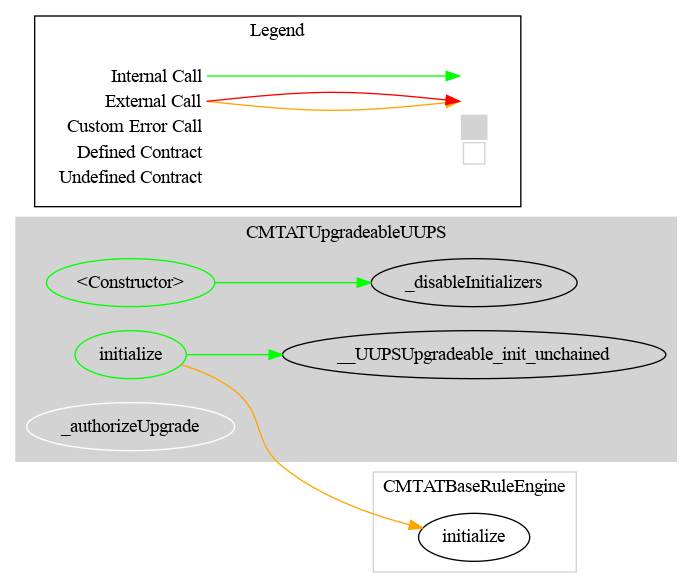 Legend
Internal Call
External Call
Custom Error Call
Defined Contract
Undefined Contract
CMTATUpgradeableUUPS
<Constructor>
_disableInitializers
initialize
__UUPSUpgradeable_init_unchained
_authorizeUpgrade
CMTATBaseRuleEngine
initialize